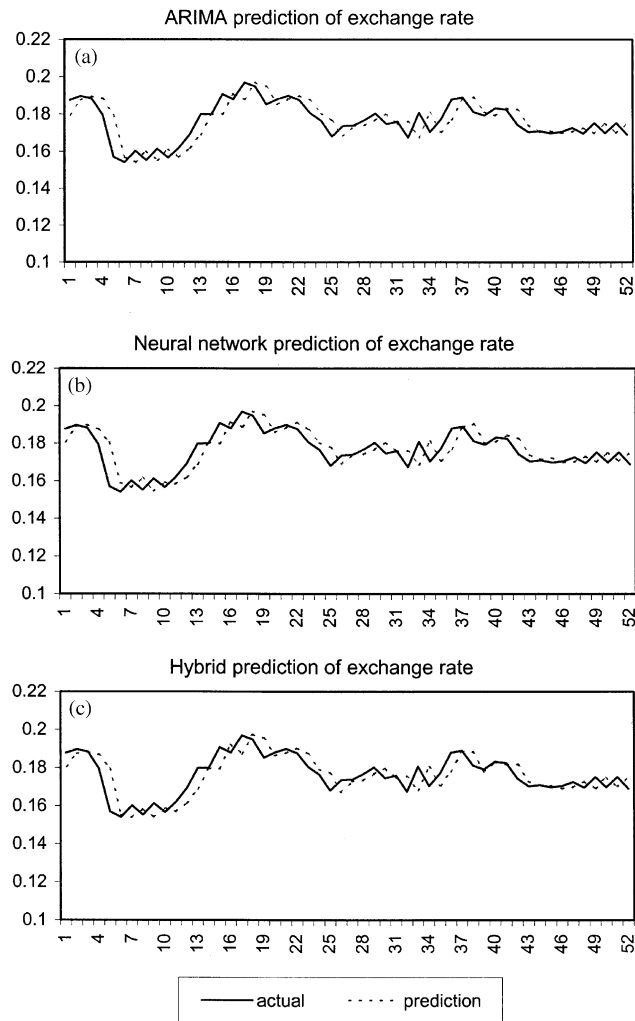 ARIMA prediction of exchange rate
(a)
0.22
0.2
0.18
0.16
0.14
0.12
0.1
1 4 7 10 13 16 19 22 25 28 31 34 37 40 43 46 49 52
Neural network prediction of exchange rate
(b)
0.22
0.2
0.18
0.16
0.14
0.12
0.1
1 4 7 10 13 16 19 22 25 28 31 34 37 40 43 46 49 52
Hybrid prediction of exchange rate
(c)
0.22
0.2
0.18
0.16
0.14
0.12
0.1
1 4 7 10 13 16 19 22 25 28 31 34 37 40 43 46 49 52
actual prediction